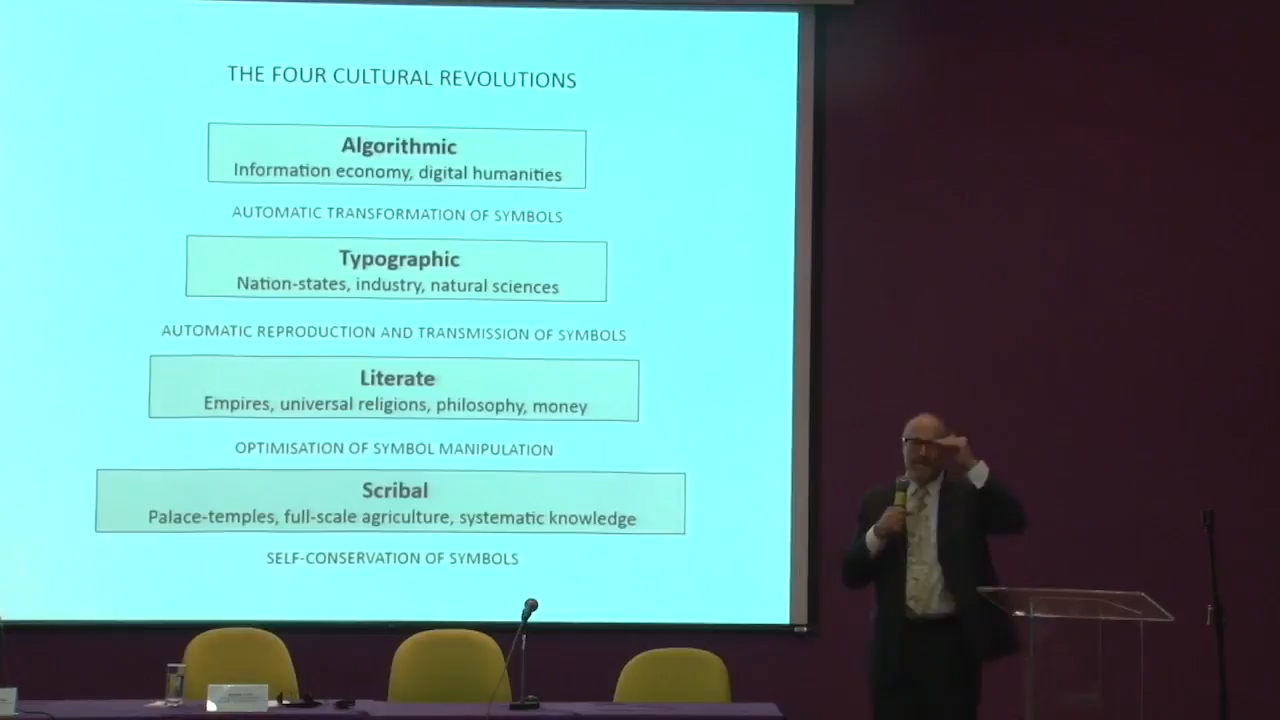 THE FOUR CULTURAL REVOLUTIONS
Algorithmic
Information economy, digital humanities
AUTOMATIC TRANSFORMATION OF SYMBOLS
Typographic
Nation-states, industry, natural sciences
AUTOMATIC REPRODUCTION AND TRANSMISSION OF SYMBOLS
Literate
Empires, universal religions, philosophy, money
OPTIMISATION OF SYMBOL MANIPULATION
Scribal
Palace-temples, full-scale agriculture, systematic knowledge
SELF-CONSERVATION OF SYMBOLS